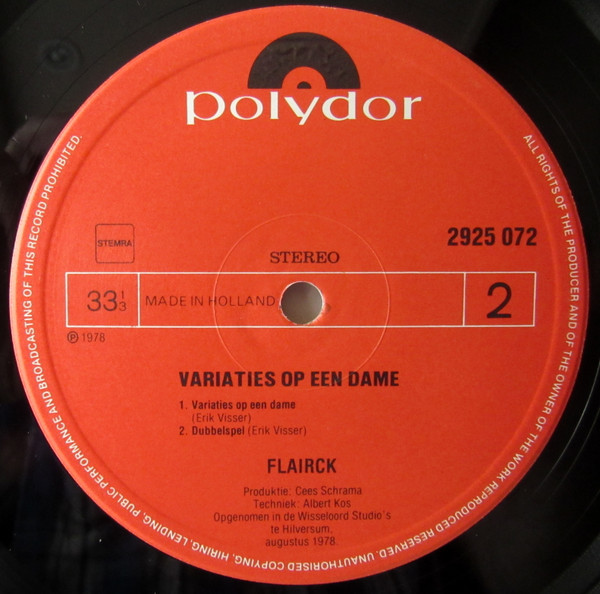 polydor
STEMRA
STEREO
2925 072
33 1/3
MADE IN HOLLAND
2
℗ 1978
VARIATIES OP EEN DAME
1. Variaties op een dame
(Erik Visser)
2. Dubbelspel (Erik Visser)
FLAIRCK
Produktie: Cees Schrama
Techniek: Albert Kos
Opgenomen in de Wisseloord Studio's
te Hilversum.
augustus 1978.
ALL RIGHTS OF THE PRODUCER AND OF THE OWNER OF THE WORK REPRODUCED RESERVED. UNAUTHORISED COPYING, HIRING, LENDING, PUBLIC PERFORMANCE AND BROADCASTING OF THIS RECORD PROHIBITED.